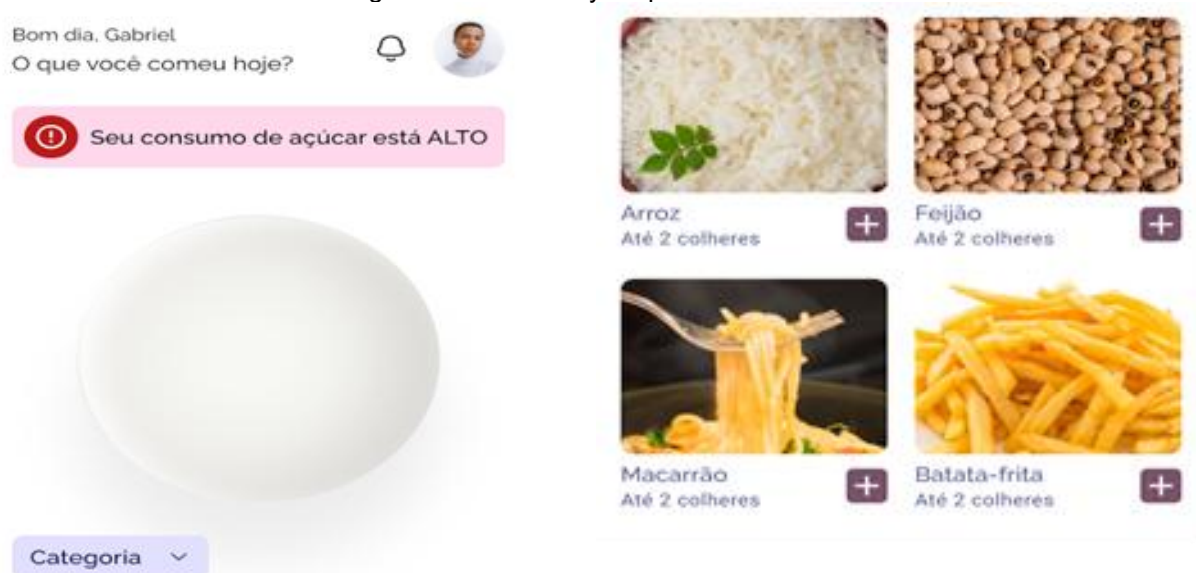 Bom dia, Gabriel
O que você comeu hoje?
Seu consumo de açúcar está ALTO
Categoria
Arroz
Até 2 colheres
Feijão
Até 2 colheres
Macarrão
Até 2 colheres
Batata-frita
Até 2 colheres